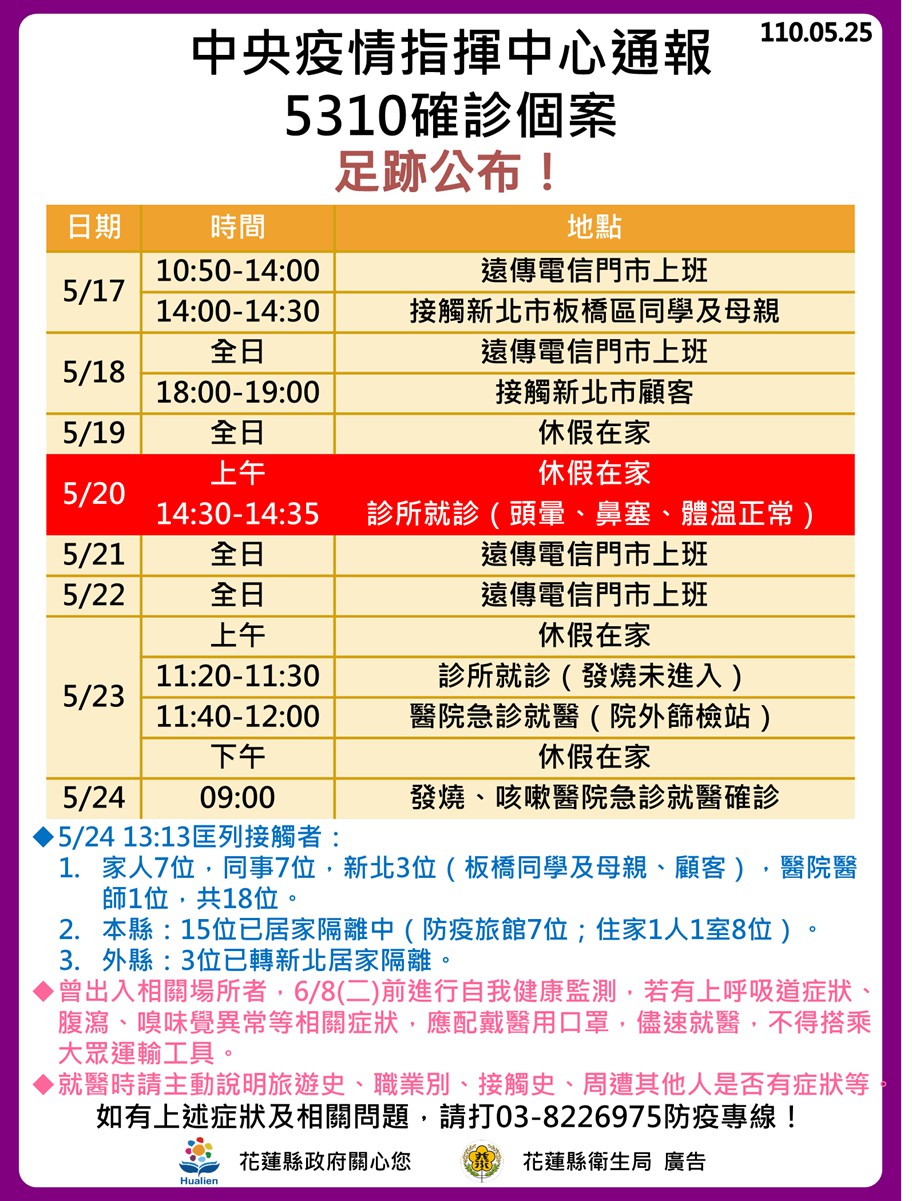 110.05.25
中央疫情指揮中心通報
5310確診個案
足跡公布！
日期 時間 地點
5/17 10:50-14:00 遠傳電信門市上班
14:00-14:30 接觸新北市板橋區同學及母親
5/18 全日 遠傳電信門市上班
18:00-19:00 接觸新北市顧客
5/19 全日 休假在家
5/20 上午 休假在家
14:30-14:35 診所就診（頭暈、鼻塞、體溫正常）
5/21 全日 遠傳電信門市上班
5/22 全日 遠傳電信門市上班
5/23 上午 休假在家
11:20-11:30 診所就診（發燒未進入）
11:40-12:00 醫院急診就醫（院外篩檢站）
下午 休假在家
5/24 09:00 發燒、咳嗽醫院急診就醫確診
◆5/24 13:13匡列接觸者：
1. 家人7位，同事7位，新北3位（板橋同學及母親、顧客），醫院醫
師1位，共18位。
2. 本縣：15位已居家隔離中（防疫旅館7位；住家1人1室8位）。
3. 外縣：3位已轉新北居家隔離。
◆曾出入相關場所者，6/8(二)前進行自我健康監測，若有上呼吸道症狀、
腹瀉、嗅味覺異常等相關症狀，應配戴醫用口罩，儘速就醫，不得搭乘
大眾運輸工具。
◆就醫時請主動說明旅遊史、職業別、接觸史、周遭其他人是否有症狀等。
如有上述症狀及相關問題，請打03-8226975防疫專線！
Hualien 花蓮縣政府關心您 花蓮縣衛生局 廣告